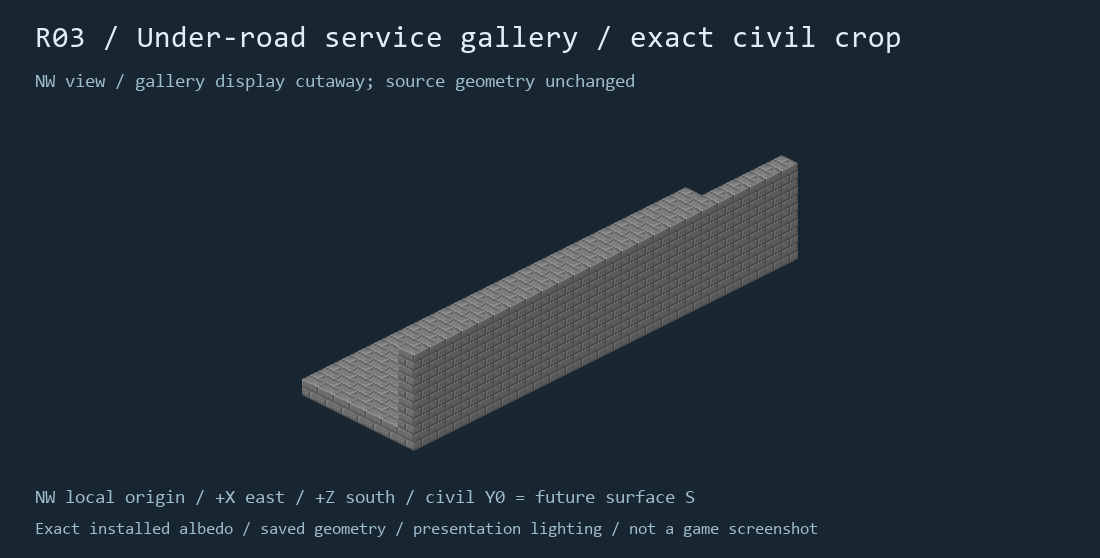 R03 / Under-road service gallery / exact civil crop
NW view / gallery display cutaway; source geometry unchanged
NW local origin / +X east / +Z south / civil Y0 = future surface S
Exact installed albedo / saved geometry / presentation lighting / not a game screenshot